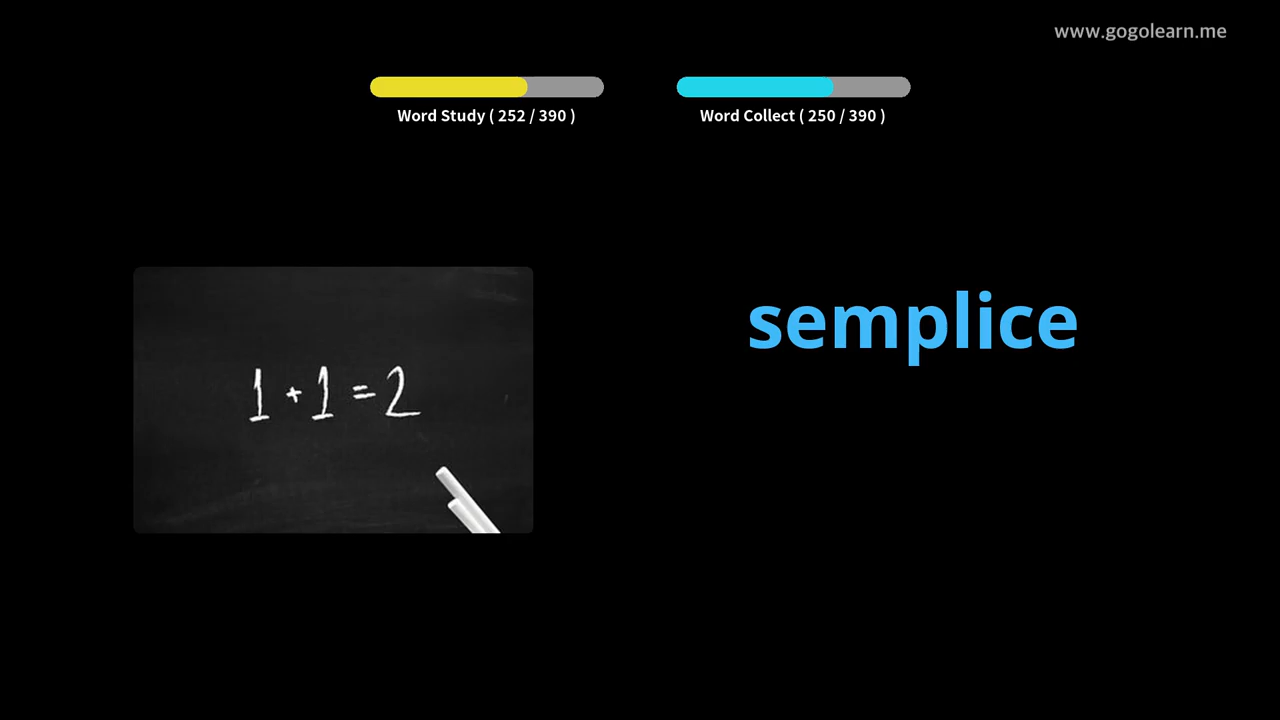 www.gogolearn.me
Word Study ( 252 / 390 )
Word Collect ( 250 / 390 )
semplice
1 + 1 = 2